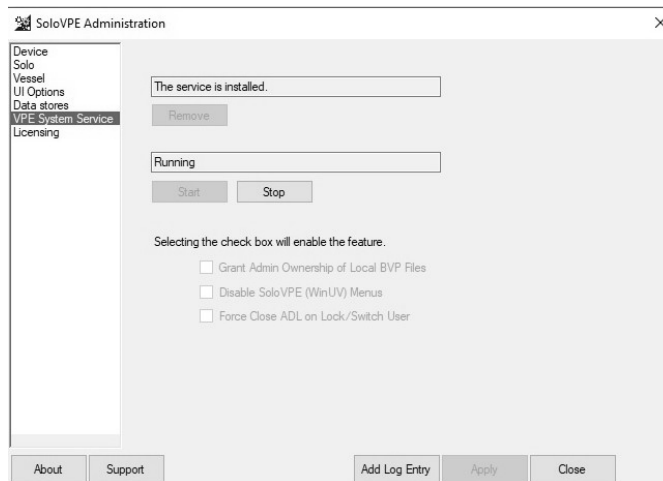 SoloVPE Administration
Device
Solo
Vessel
UI Options
Data stores
VPE System Service
Licensing
The service is installed.
Remove
Running
Start Stop
Selecting the check box will enable the feature.
Grant Admin Ownership of Local BVP Files
Disable SoloVPE (WinUV) Menus
Force Close ADL on Lock/Switch User
About Support Add Log Entry Apply Close